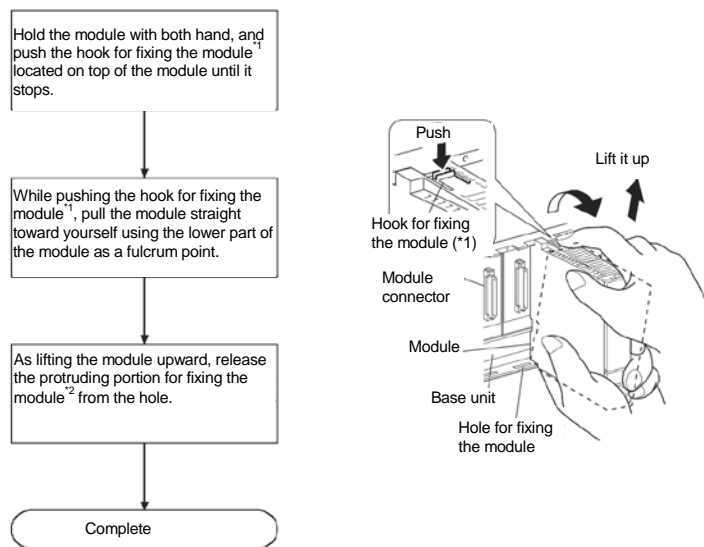 Hold the module with both hand, and
push the hook for fixing the module*1
located on top of the module until it
stops.
While pushing the hook for fixing the
module*1, pull the module straight
toward yourself using the lower part of
the module as a fulcrum point.
As lifting the module upward, release
the protruding portion for fixing the
module*2 from the hole.
Complete
Push
Lift it up
Hook for fixing
the module (*1)
Module
connector
Module
Base unit
Hole for fixing
the module